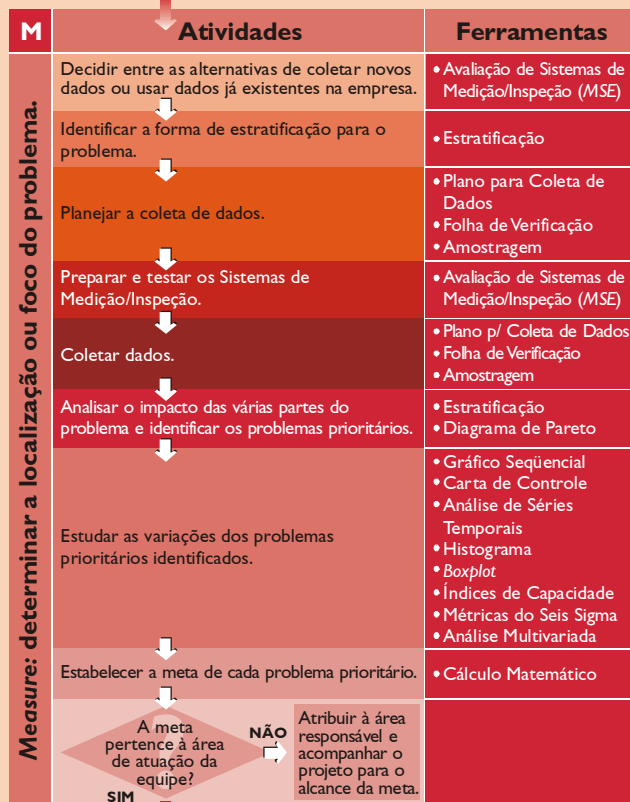 M
Atividades
Ferramentas
Measure: determinar a localização ou foco do problema.
Decidir entre as alternativas de coletar novos
dados ou usar dados já existentes na empresa.
• Avaliação de Sistemas de
Medição/Inspeção (MSE)
Identificar a forma de estratificação para o
problema.
• Estratificação
Planejar a coleta de dados.
• Plano para Coleta de
Dados
• Folha de Verificação
• Amostragem
Preparar e testar os Sistemas de
Medição/Inspeção.
• Avaliação de Sistemas de
Medição/Inspeção (MSE)
Coletar dados.
• Plano p/ Coleta de Dados
• Folha de Verificação
• Amostragem
Analisar o impacto das várias partes do
problema e identificar os problemas prioritários.
• Estratificação
• Diagrama de Pareto
Estudar as variações dos problemas
prioritários identificados.
• Gráfico Seqüencial
• Carta de Controle
• Análise de Séries
Temporais
• Histograma
• Boxplot
• Índices de Capacidade
• Métricas do Seis Sigma
• Análise Multivariada
Estabelecer a meta de cada problema prioritário.
• Cálculo Matemático
?
A meta
pertence à área
de atuação da
equipe?
NÃO
Atribuir à área
responsável e
acompanhar o
projeto para o
alcance da meta.
SIM